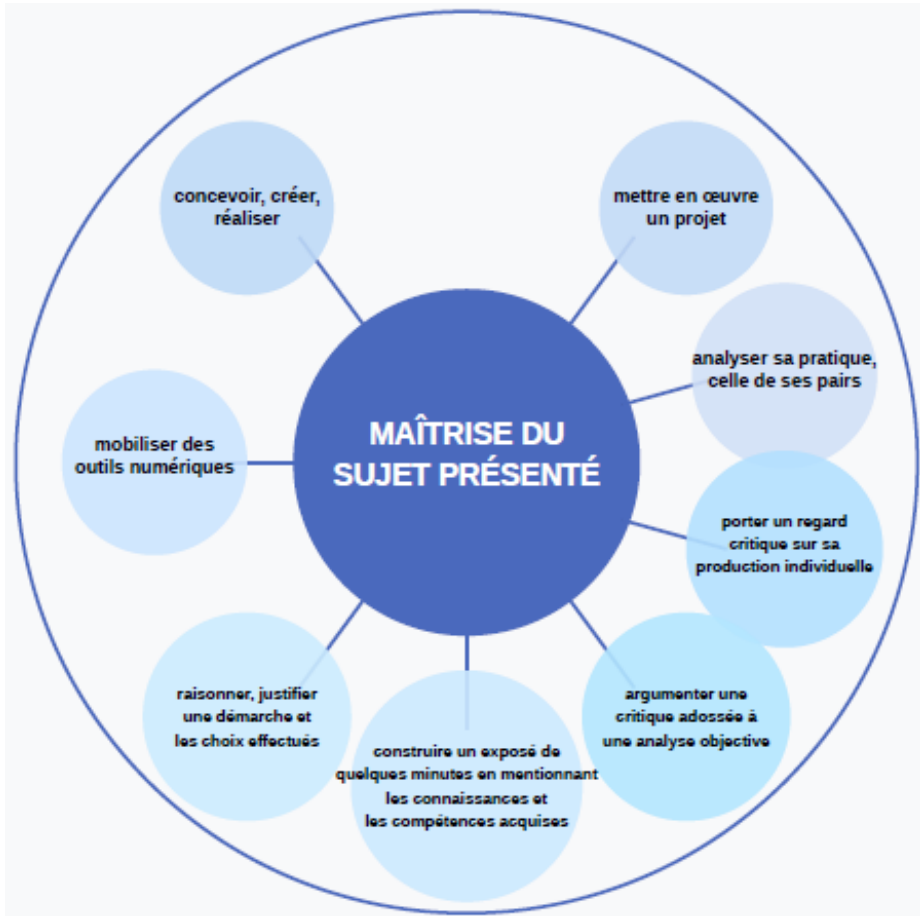 concevoir, créer,
réaliser
mettre en œuvre
un projet
analyser sa pratique,
celle de ses pairs
MAÎTRISE DU
SUJET PRÉSENTÉ
mobiliser des
outils numériques
porter un regard
critique sur sa
production individuelle
raisonner, justifier
une démarche et
les choix effectués
argumenter une
critique adossée à
une analyse objective
construire un exposé de
quelques minutes en mentionnant
les connaissances et
les compétences acquises